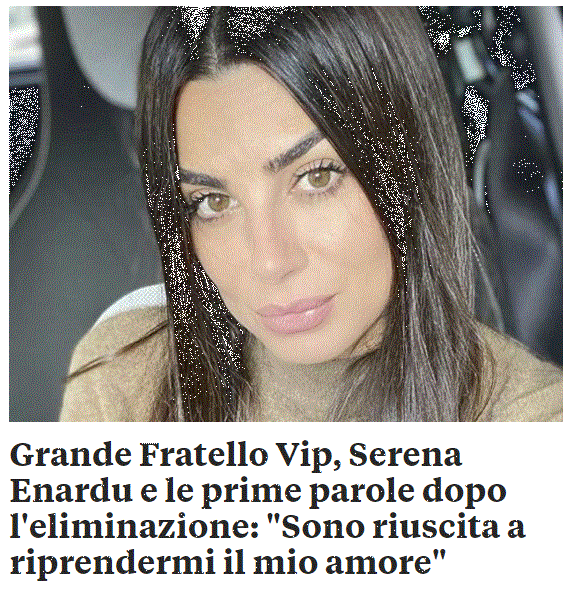 Grande Fratello Vip, Serena
Enardu e le prime parole dopo
l'eliminazione: "Sono riuscita a
riprendermi il mio amore"